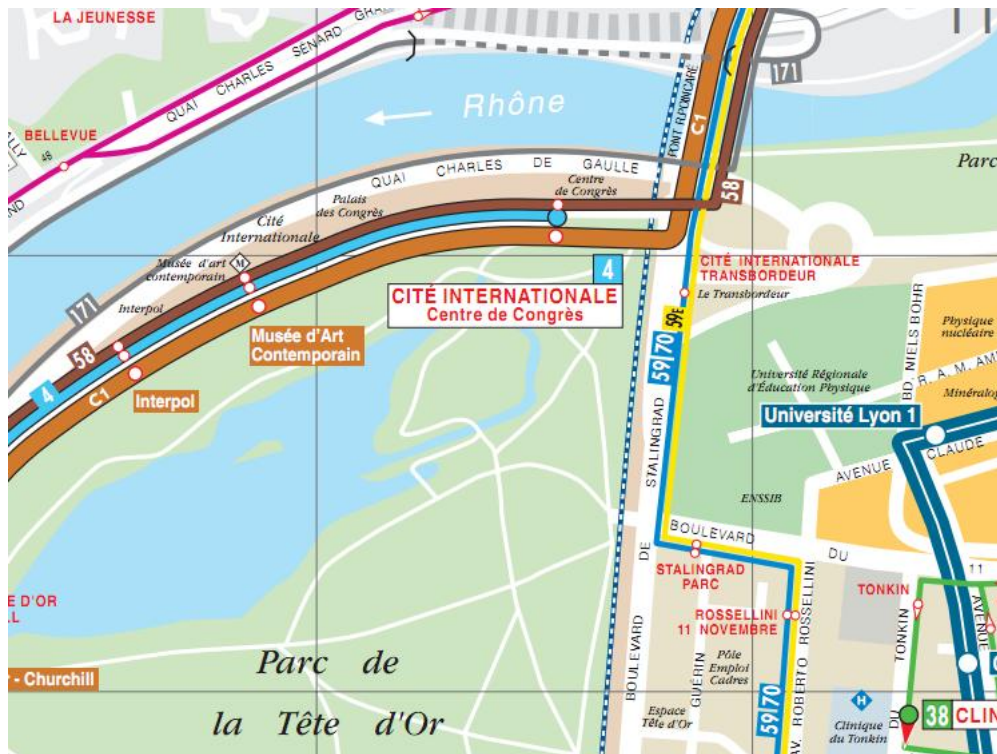 LA JEUNESSE
QUAI CHARLES SÉNARD
171
BELLEVUE
48
Rhône
PONT R.POINCARÉ
C1
Parc
QUAI CHARLES DE GAULLE
58
Centre
de Congrès
Palais
des Congrès
Cité
Internationale
Musée d'art
contemporain
M
Interpol
171
58
4
C1
4
CITÉ INTERNATIONALE
Centre de Congrès
Musée d'Art
Contemporain
Interpol
CITÉ INTERNATIONALE
TRANSBORDEUR
Le Transbordeur
59E
59|70
BD. NIELS BOHR
Physique
nucléaire
R. A. M. AM
Minéralo
Université Régionale
d'Éducation Physique
Université Lyon 1
AVENUE CLAUDE
ENSSIB
BOULEVARD DE STALINGRAD
BOULEVARD DU 11
STALINGRAD
PARC
ROSSELLINI
11 NOVEMBRE
AV. ROBERTO ROSSELLINI
TONKIN
DU TONKIN
AVENUE
E D'OR
LL
- Churchill
Parc de
la Tête d'Or
GUÉRIN
Pôle
Emploi
Cadres
59|70
Espace
Tête d'Or
H
Clinique
du Tonkin
38 CLIN